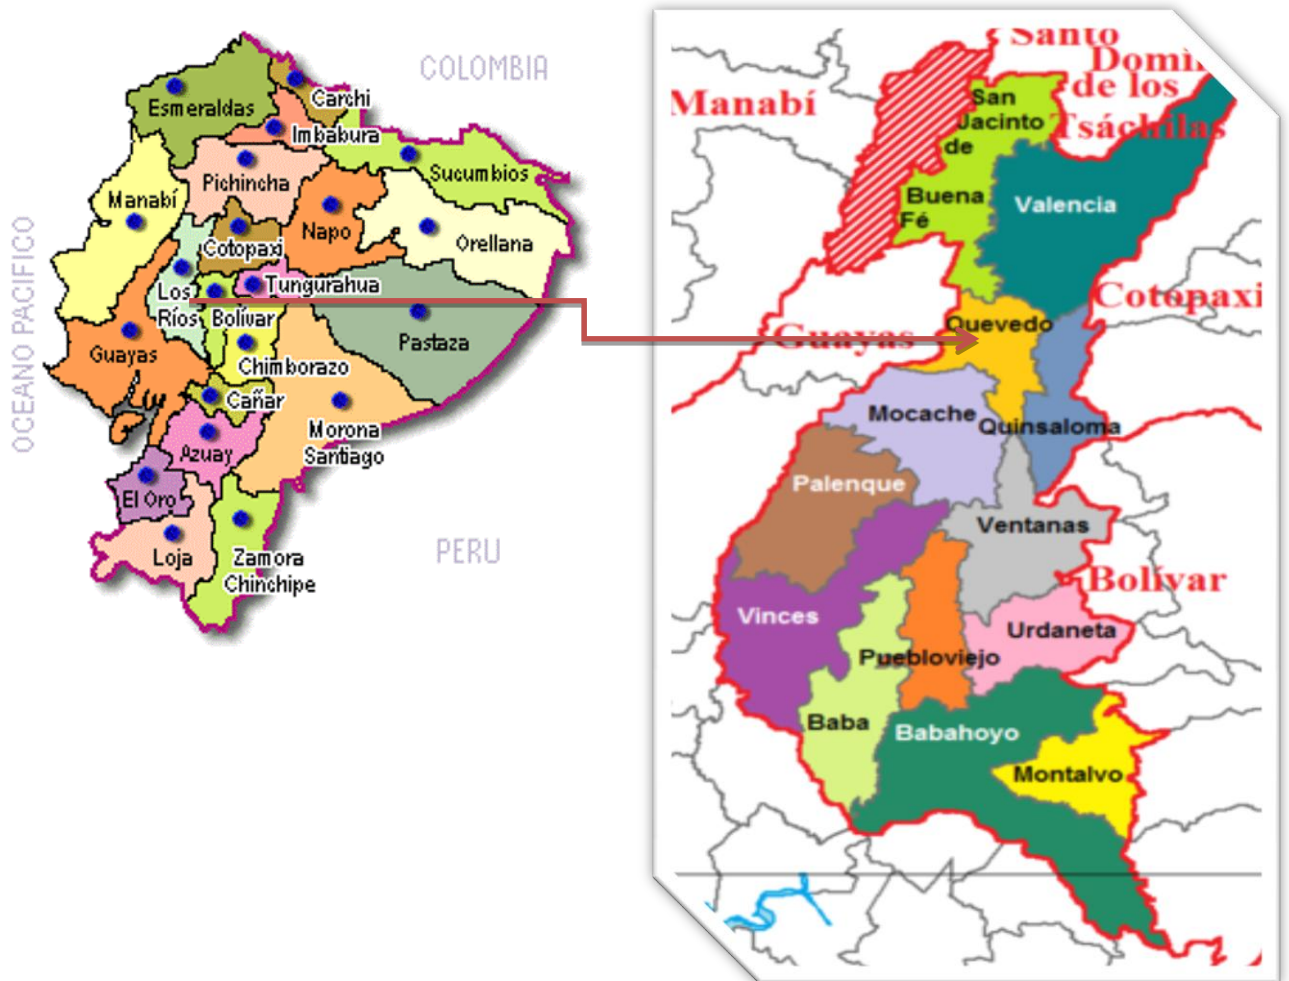 COLOMBIA
Esmeraldas
Carchi
Imbabura
Sucumbios
Pichincha
Manabí
Napo
Orellana
Cotopaxi
Tungurahua
Los
Ríos
Bolívar
Pastaza
Guayas
Chimborazo
Cañar
Morona
Santiago
Azuay
El Oro
Loja
Zamora
Chinchipe
PERU
OCEANO PACIFICO
Santo
Domin
de los
Tsáchilas
Manabí
San
Jacinto
de
Buena
Fé
Valencia
Cotopaxi
Quevedo
Guayas
Mocache
Quinsaloma
Palenque
Ventanas
Bolívar
Vinces
Urdaneta
Puebloviejo
Baba
Babahoyo
Montalvo